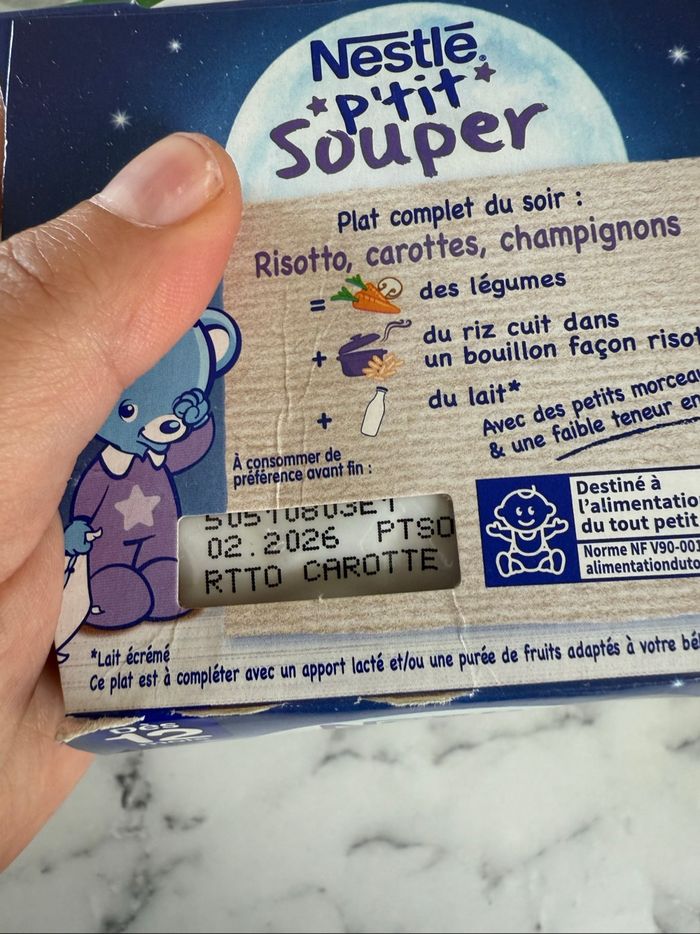 Nestlé®
p'tit
Souper
Plat complet du soir :
Risotto, carottes, champignons
= des légumes
+ du riz cuit dans
un bouillon façon risot
+ du lait*
Avec des petits morceau
& une faible teneur en
À consommer de
préférence avant fin :
02.2026 PTSO
RTTO CAROTTE
Destiné à
l'alimentatio
du tout petit
Norme NF V90-001
alimentationduto
*Lait écrémé
Ce plat est à compléter avec un apport lacté et/ou une purée de fruits adaptés à votre bé